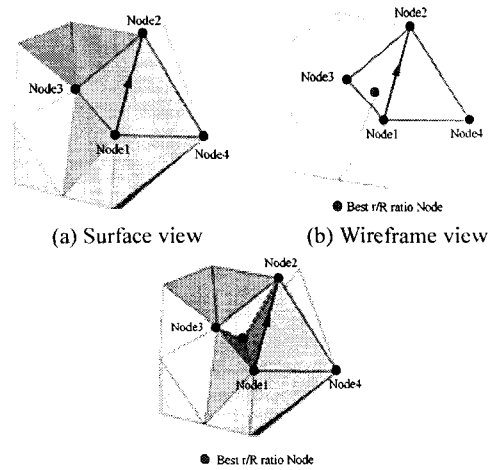 Node2
Node3
Node1
Node4
Node2
Node3
Node1
Node4
Best r/R ratio Node
(a) Surface view
(b) Wireframe view
Node2
Node3
Node1
Node4
Best r/R ratio Node